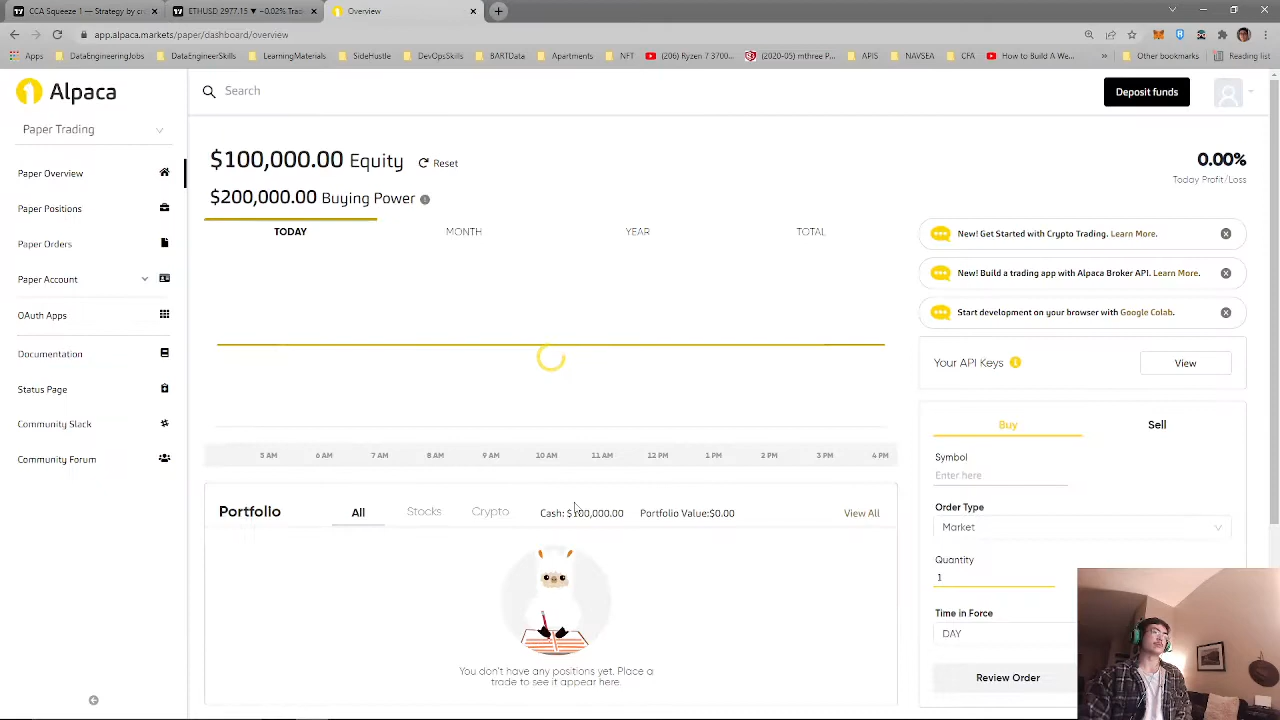 CCA Squeeze 1 — Strategy by cr
ETHUSD 2977.15 ▼ −0.03% Trad
Overview
app.alpaca.markets/paper/dashboard/overview
Apps
DataEngineeringJobs
DataEngineerSkills
LearningMaterials
SideHustle
DevOpsSkills
BARTData
Apartments
NFT
(206) Ryzen 7 3700...
(2020-05) mthree P...
APIS
NAVSEA
CFA
How to Build A We...
»
Other bookmarks
Reading list
Alpaca
Search
Deposit funds
Paper Trading
Paper Overview
Paper Positions
Paper Orders
Paper Account
OAuth Apps
Documentation
Status Page
Community Slack
Community Forum
$100,000.00 Equity
Reset
$200,000.00 Buying Power
0.00%
Today Profit/Loss
TODAY
MONTH
YEAR
TOTAL
5 AM
6 AM
7 AM
8 AM
9 AM
10 AM
11 AM
12 PM
1 PM
2 PM
3 PM
4 PM
New! Get Started with Crypto Trading. Learn More.
New! Build a trading app with Alpaca Broker API. Learn More.
Start development on your browser with Google Colab.
Your API Keys
View
Portfolio
All
Stocks
Crypto
Cash: $100,000.00
Portfolio Value:$0.00
View All
You don't have any positions yet. Place a
trade to see it appear here.
Buy
Sell
Symbol
Enter here
Order Type
Market
Quantity
1
Time in Force
DAY
Review Order